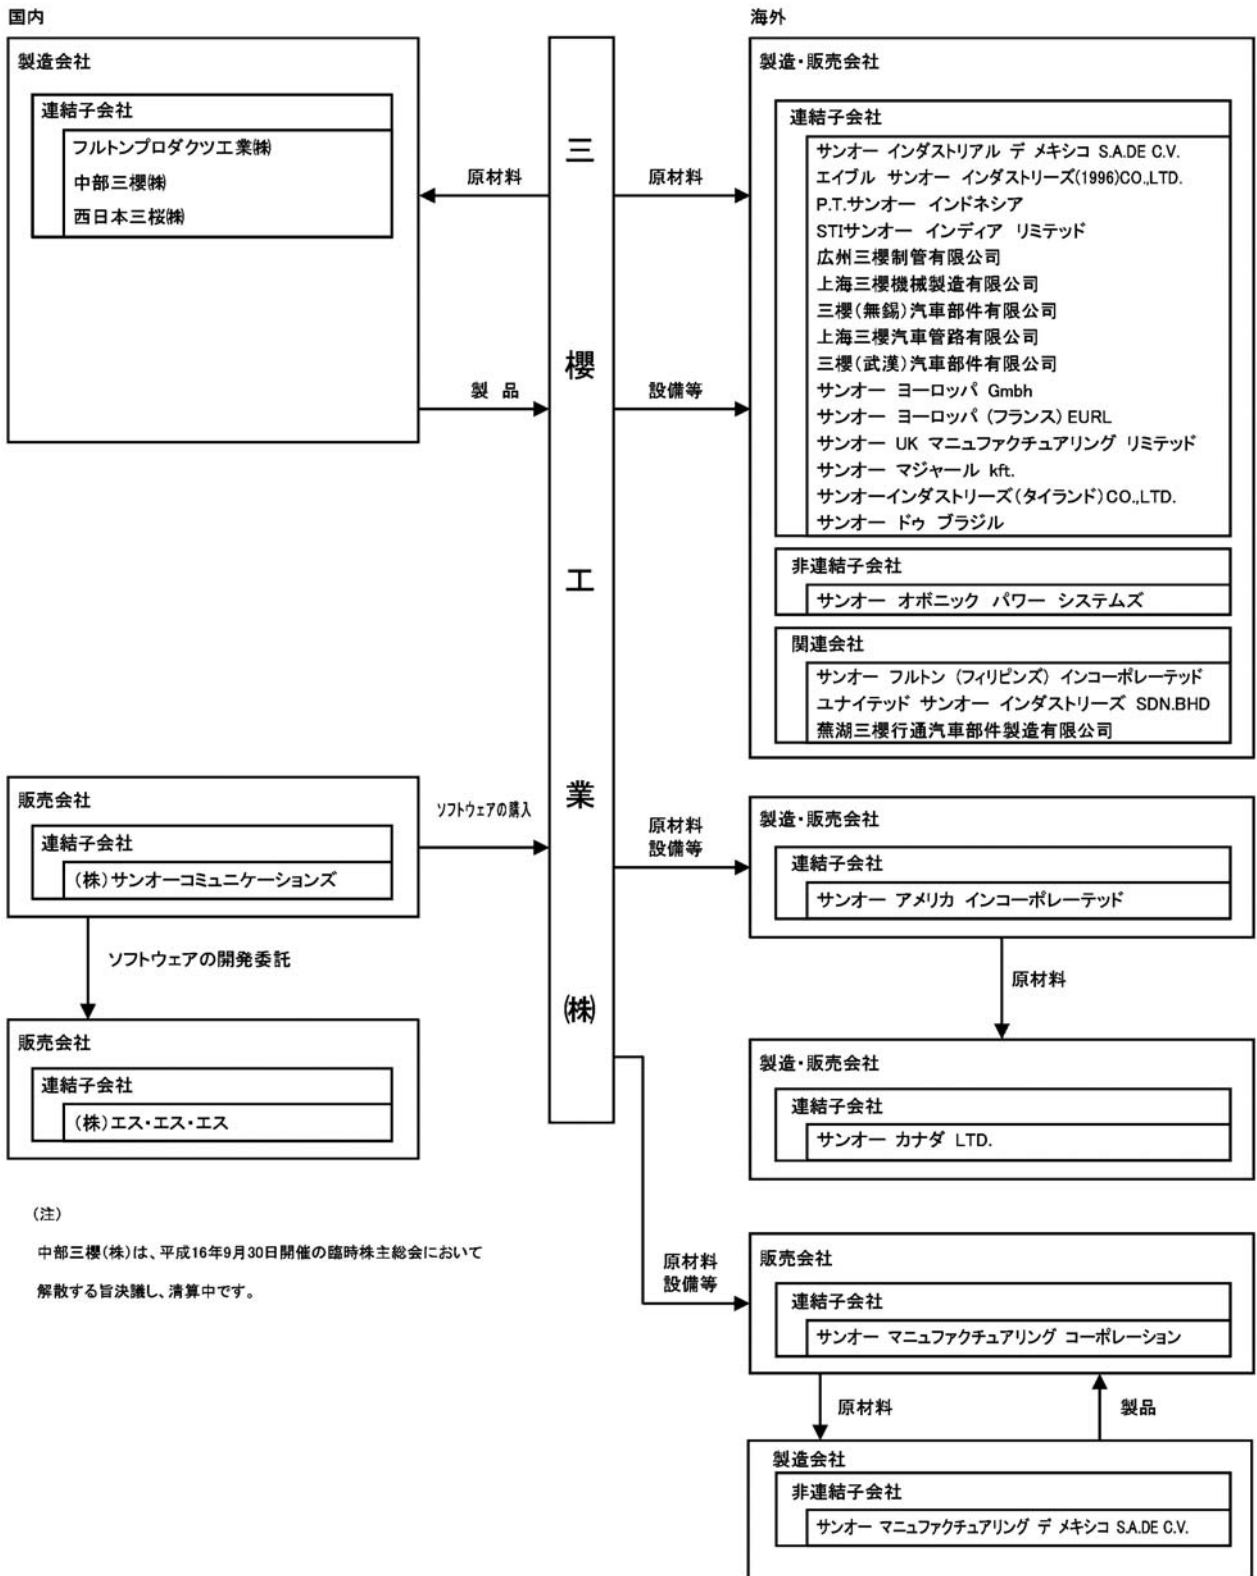 国内
製造会社
連結子会社
フルトンプロダクツ工業㈱
中部三櫻㈱
西日本三桜㈱
原材料
製 品
販売会社
連結子会社
(株)サンオーコミュニケーションズ
ソフトウェアの購入
ソフトウェアの開発委託
販売会社
連結子会社
(株)エス・エス・エス
(注)
中部三櫻(株)は、平成16年9月30日開催の臨時株主総会において
解散する旨決議し、清算中です。
三櫻工業㈱
海外
製造・販売会社
連結子会社
サンオー インダストリアル デ メキシコ S.A.DE C.V.
エイブル サンオー インダストリーズ(1996)CO.,LTD.
P.T.サンオー インドネシア
STIサンオー インディア リミテッド
広州三櫻制管有限公司
上海三櫻機械製造有限公司
三櫻(無錫)汽車部件有限公司
上海三櫻汽車管路有限公司
三櫻(武漢)汽車部件有限公司
サンオー ヨーロッパ Gmbh
サンオー ヨーロッパ (フランス) EURL
サンオー UK マニュファクチュアリング リミテッド
サンオー マジャール kft.
サンオーインダストリーズ(タイランド)CO.,LTD.
サンオー ドゥ ブラジル
非連結子会社
サンオー オボニック パワー システムズ
関連会社
サンオー フルトン (フィリピンズ) インコーポレーテッド
ユナイテッド サンオー インダストリーズ SDN.BHD
蕪湖三櫻行通汽車部件製造有限公司
原材料
設備等
原材料
設備等
製造・販売会社
連結子会社
サンオー アメリカ インコーポレーテッド
原材料
製造・販売会社
連結子会社
サンオー カナダ LTD.
原材料
設備等
販売会社
連結子会社
サンオー マニュファクチュアリング コーポレーション
原材料
製品
製造会社
非連結子会社
サンオー マニュファクチュアリング デ メキシコ S.A.DE C.V.